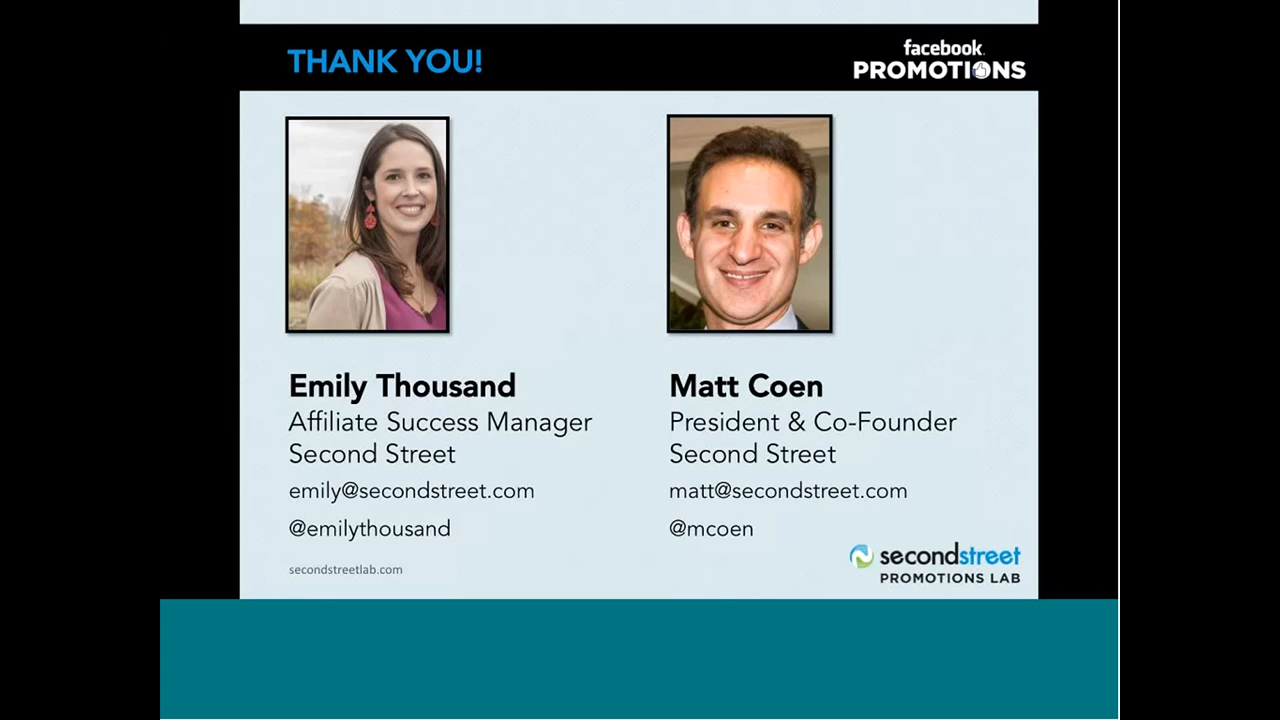 THANK YOU!
facebook
PROMOTIONS
Emily Thousand
Affiliate Success Manager
Second Street
emily@secondstreet.com
@emilythousand
secondstreetlab.com
Matt Coen
President & Co-Founder
Second Street
matt@secondstreet.com
@mcoen
secondstreet
PROMOTIONS LAB